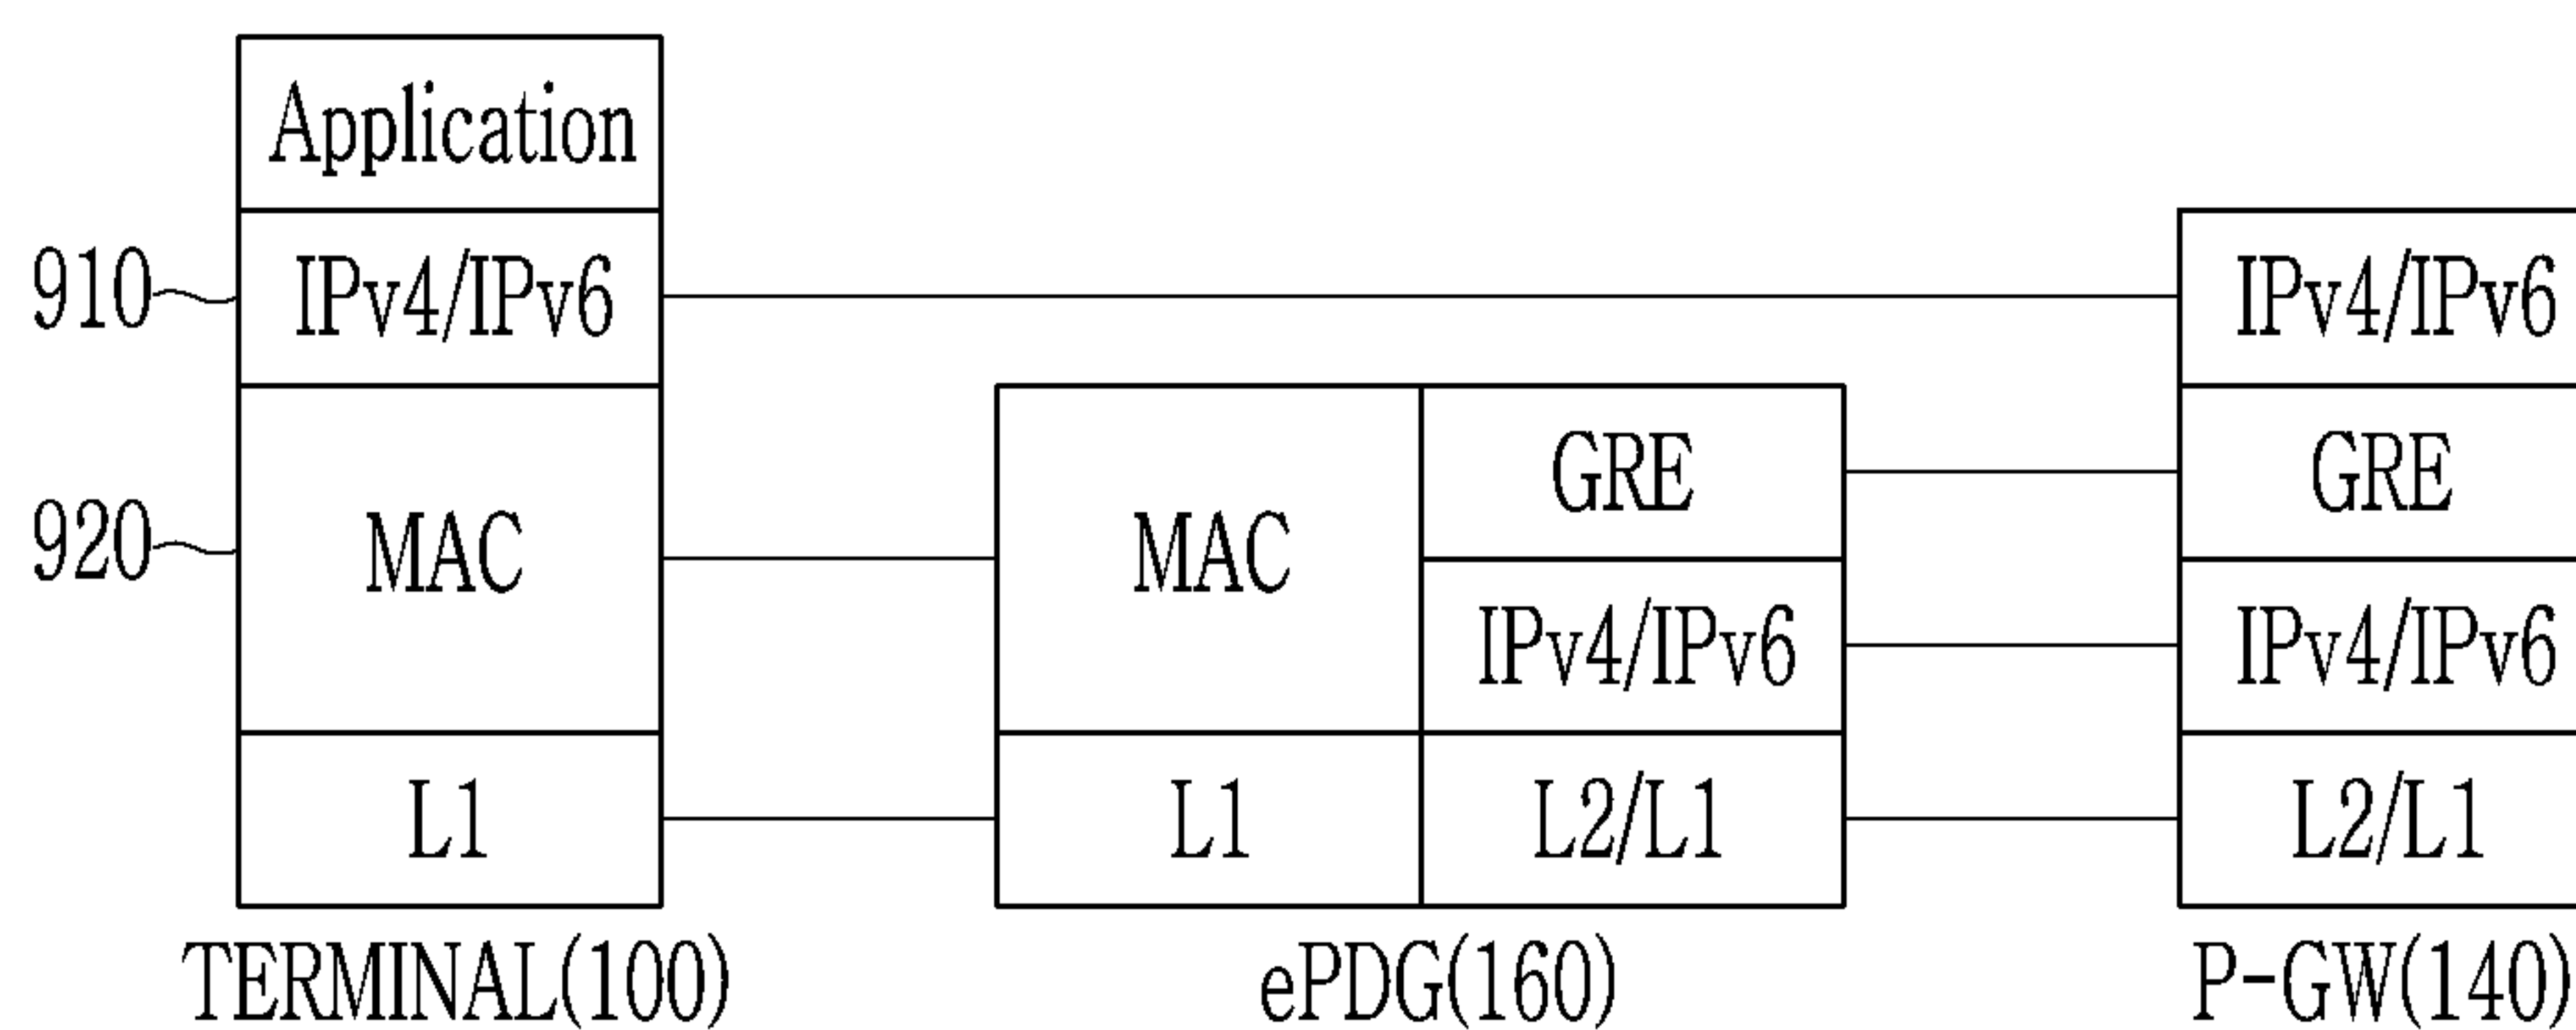 Application
910 IPv4/IPv6 IPv4/IPv6
GRE GRE
920 MAC MAC
IPv4/IPv6 IPv4/IPv6
L1 L1 L2/L1 L2/L1
TERMINAL(100) ePDG(160) P-GW(140)